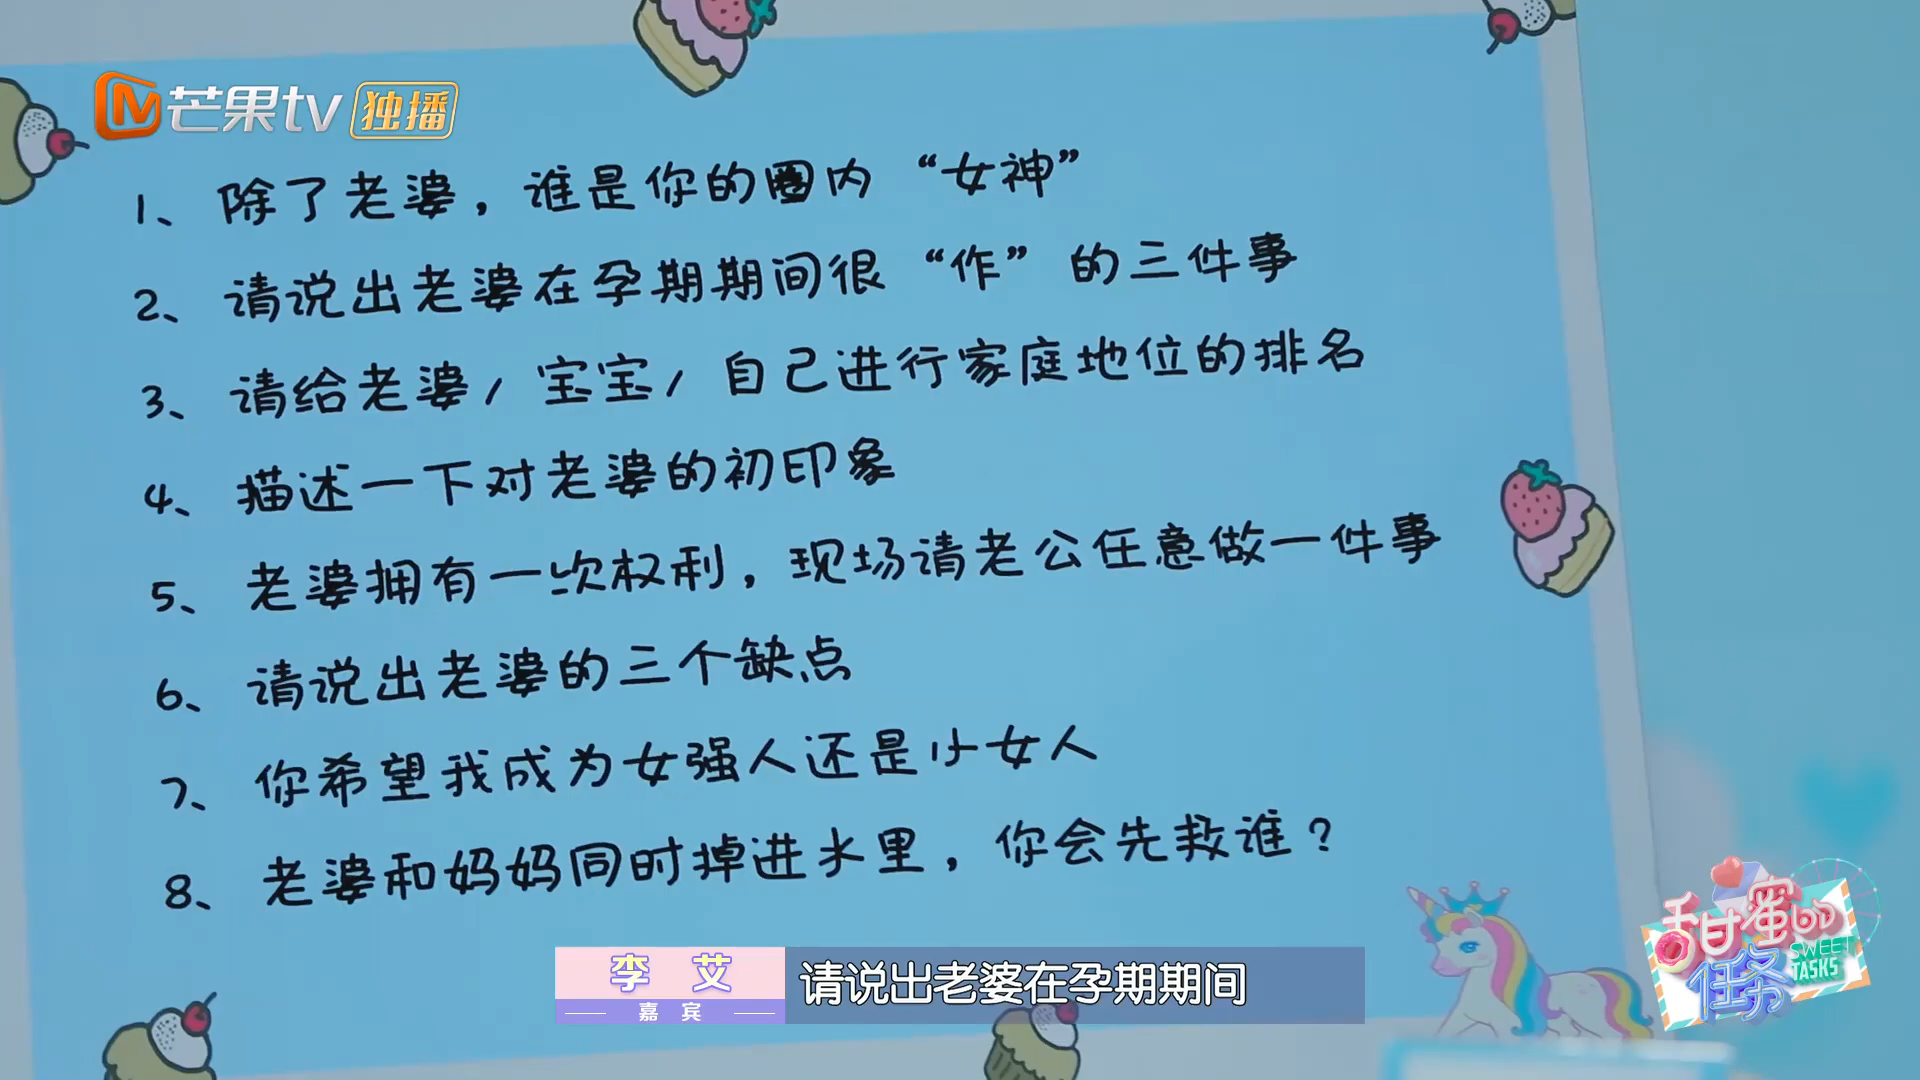 芒果tv 独播
1、 除了老婆，谁是你的圈内“女神”
2、 请说出老婆在孕期期间很“作”的三件事
3、 请给老婆/宝宝/自己进行家庭地位的排名
4、 描述一下对老婆的初印象
5、 老婆拥有一次权利，现场请老公任意做一件事
6、 请说出老婆的三个缺点
7、 你希望我成为女强人还是小女人
8、 老婆和妈妈同时掉进水里，你会先救谁？
李艾 请说出老婆在孕期期间
嘉宾
甜蜜的
任务
SWEET
TASKS